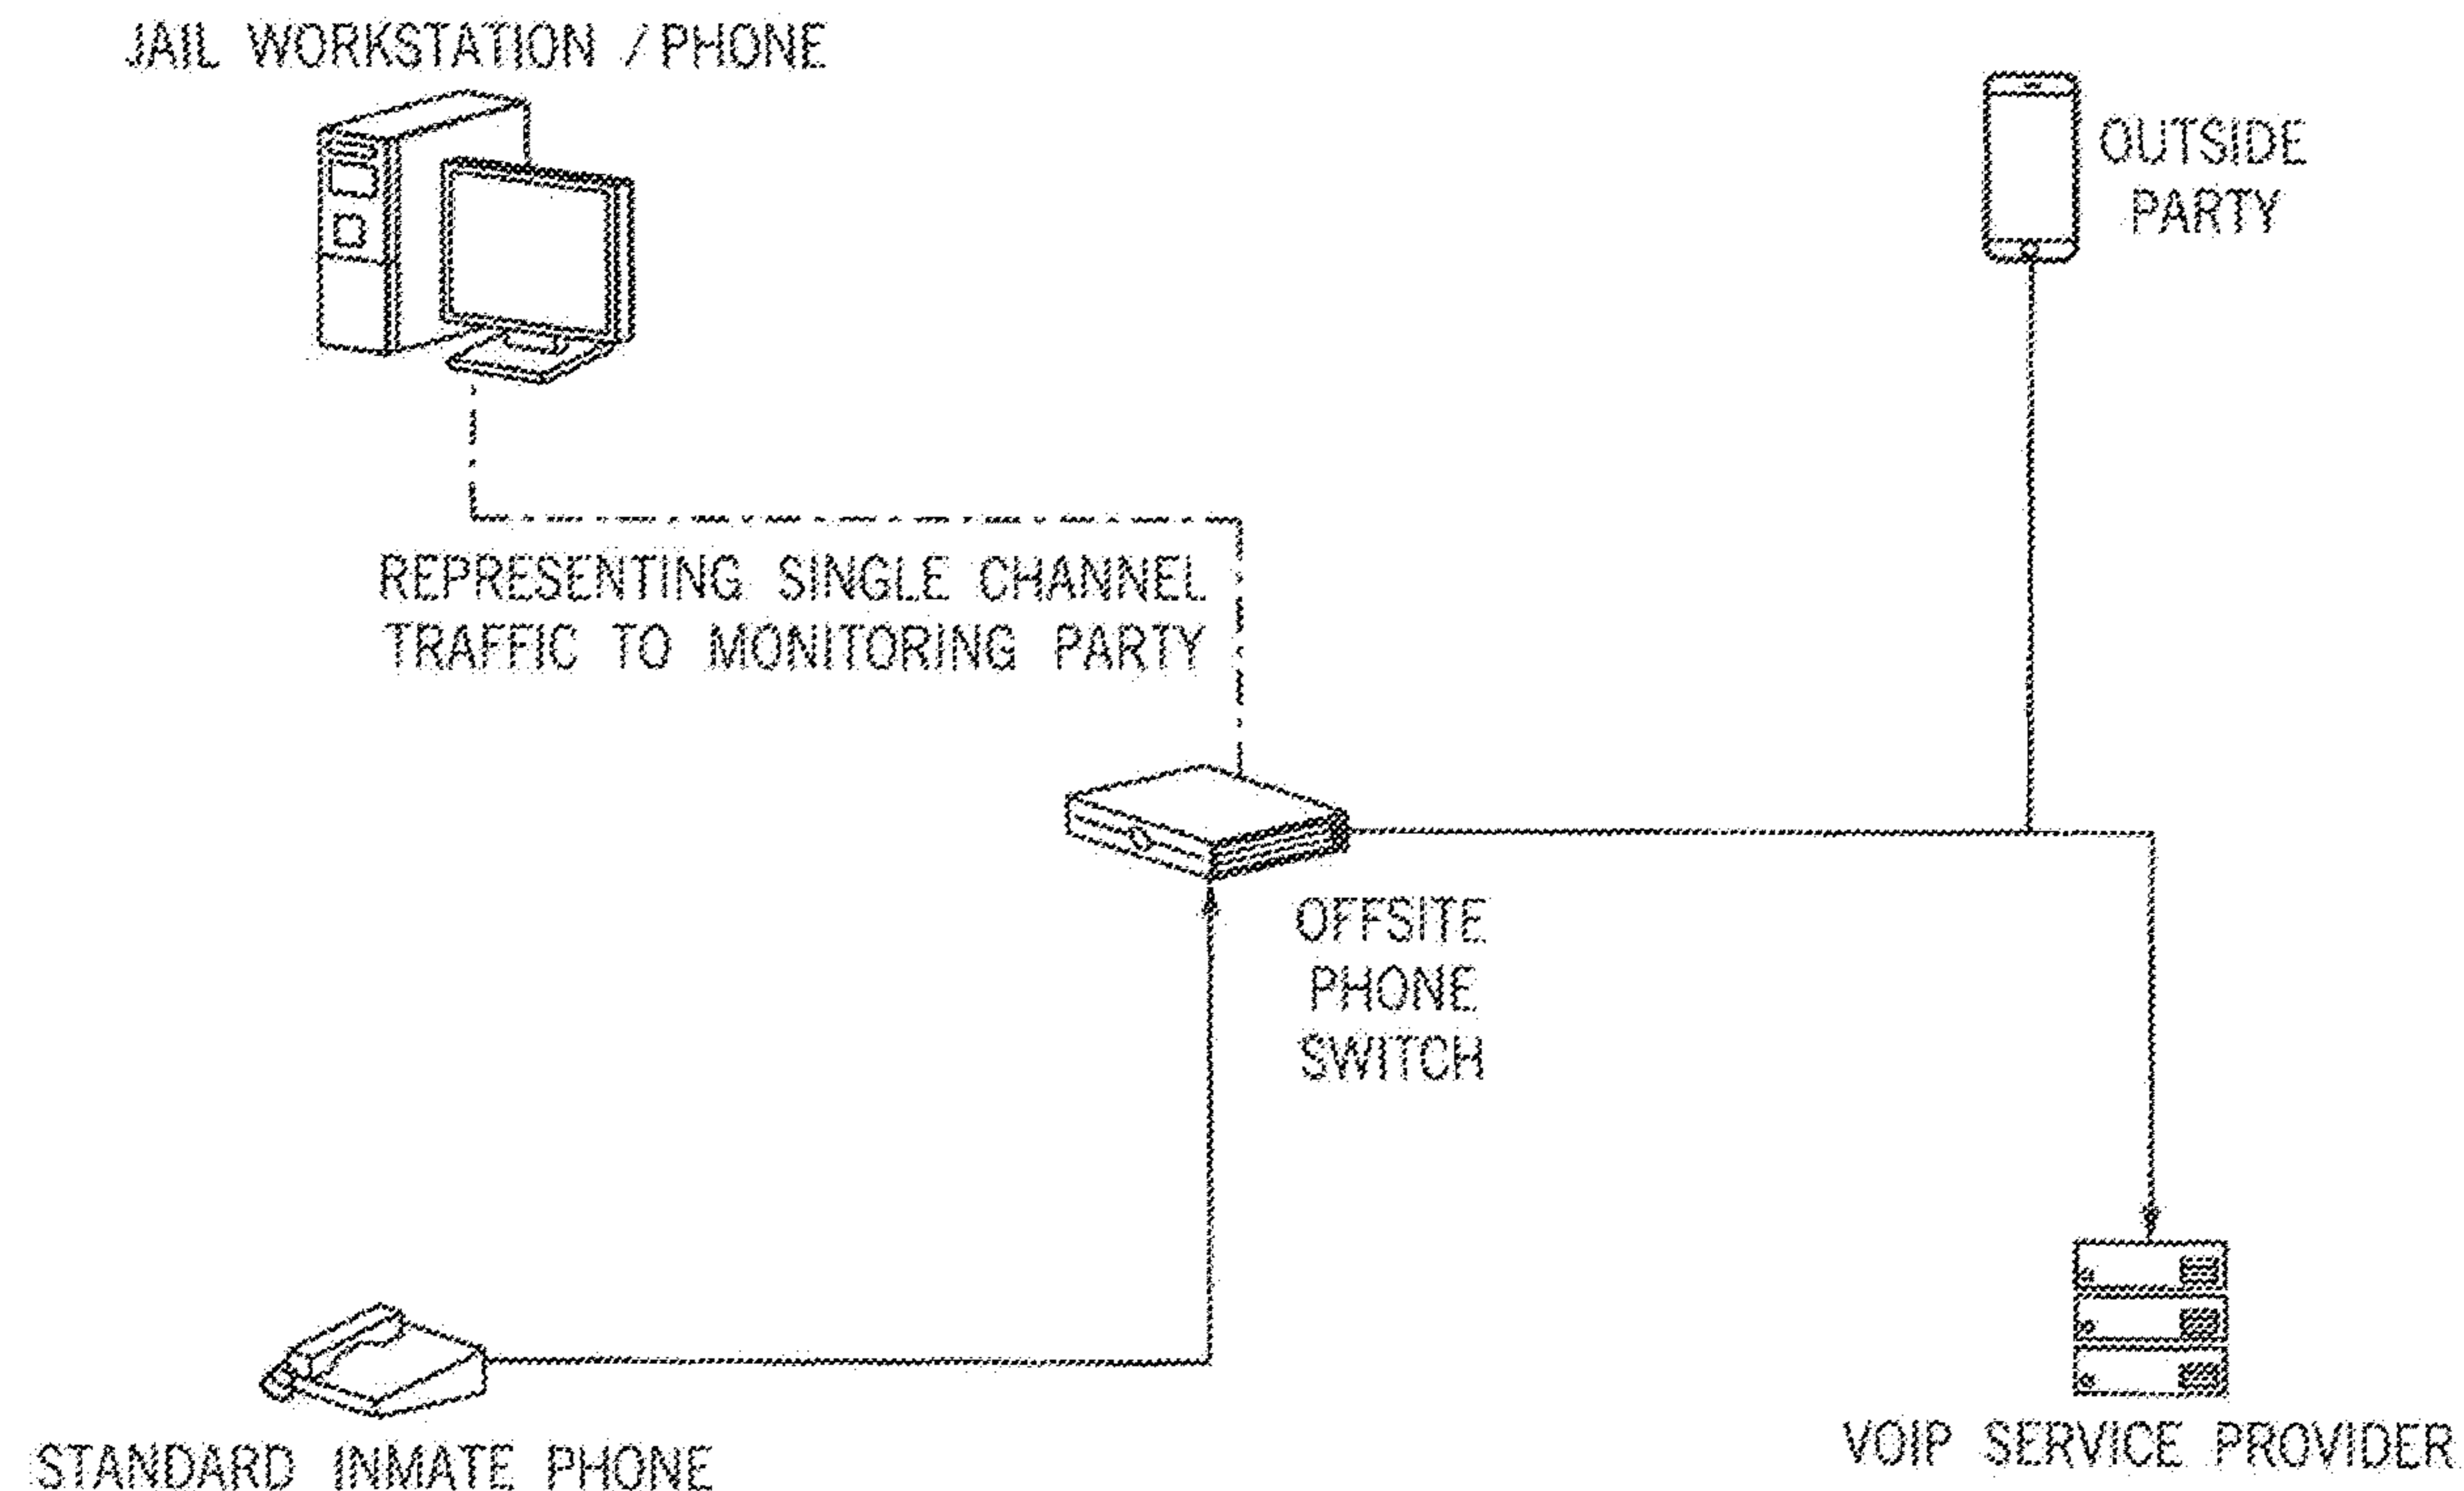 JAIL WORKSTATION / PHONE
OUTSIDE
PARTY
REPRESENTING SINGLE CHANNEL
TRAFFIC TO MONITORING PARTY
OFFSITE
PHONE
SWITCH
STANDARD INMATE PHONE
VOIP SERVICE PROVIDER